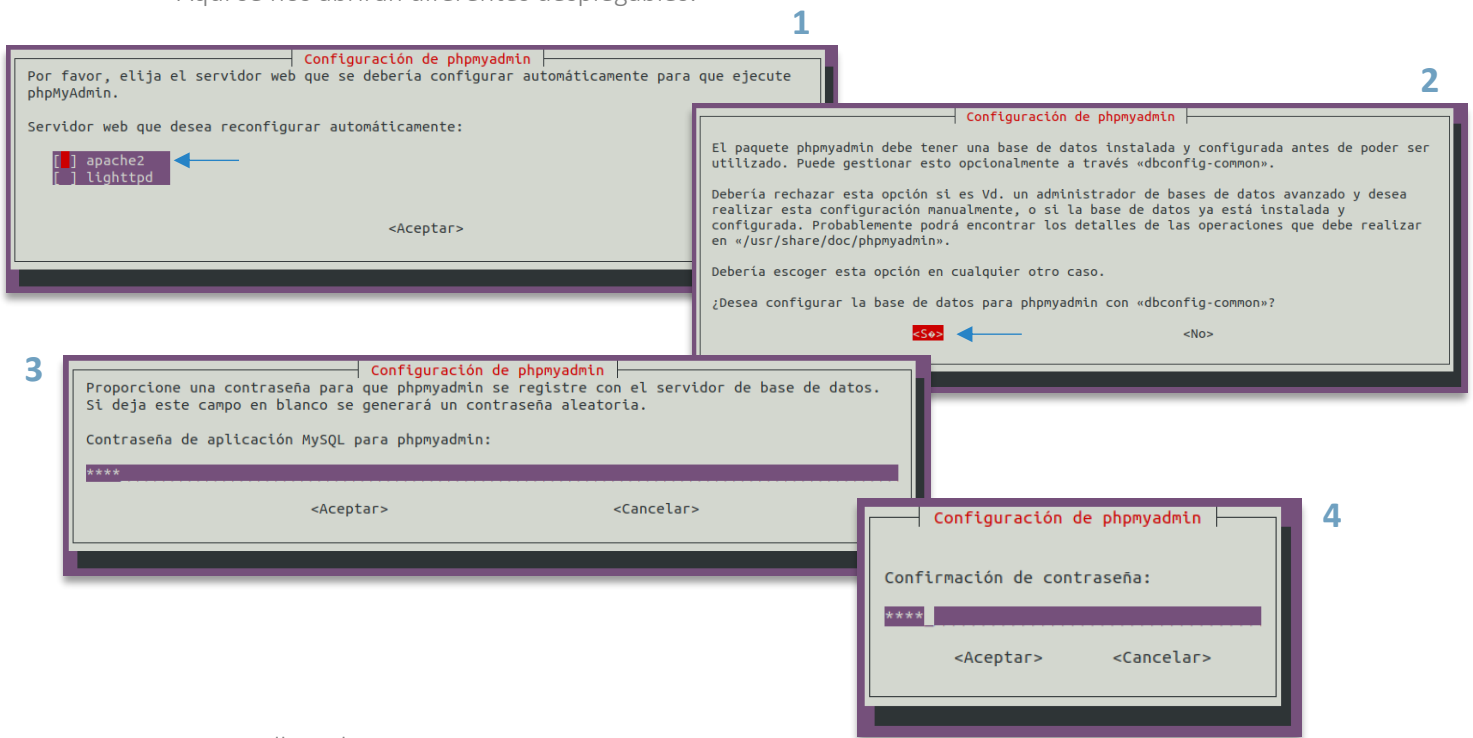 Aquí se nos abrirán diferentes desplegables:
1
Configuración de phpmyadmin
Por favor, elija el servidor web que se debería configurar automáticamente para que ejecute
phpMyAdmin.
Servidor web que desea reconfigurar automáticamente:
[ ] apache2
[ ] lighttpd
<Aceptar>
2
Configuración de phpmyadmin
El paquete phpmyadmin debe tener una base de datos instalada y configurada antes de poder ser
utilizado. Puede gestionar esto opcionalmente a través «dbconfig-common».
Debería rechazar esta opción si es Vd. un administrador de bases de datos avanzado y desea
realizar esta configuración manualmente, o si la base de datos ya está instalada y
configurada. Probablemente podrá encontrar los detalles de las operaciones que debe realizar
en «/usr/share/doc/phpmyadmin».
Debería escoger esta opción en cualquier otro caso.
¿Desea configurar la base de datos para phpmyadmin con «dbconfig-common»?
<S�> <No>
3
Configuración de phpmyadmin
Proporcione una contraseña para que phpmyadmin se registre con el servidor de base de datos.
Si deja este campo en blanco se generará un contraseña aleatoria.
Contraseña de aplicación MySQL para phpmyadmin:
****
<Aceptar> <Cancelar>
4
Configuración de phpmyadmin
Confirmación de contraseña:
****_
<Aceptar> <Cancelar>